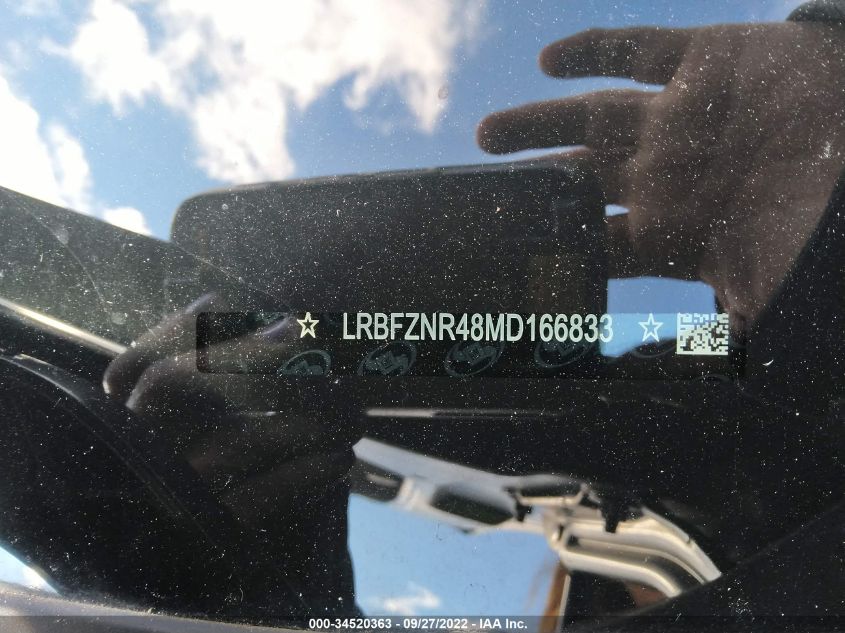 ☆ LRBFZNR48MD166833 ☆
000-34520363 - 09/27/2022 - IAA Inc.